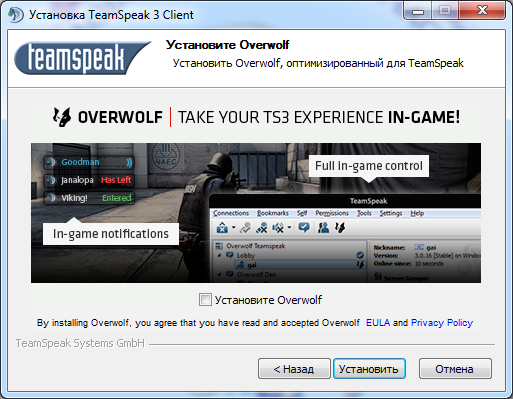 Установка TeamSpeak 3 Client
teamspeak
Установите Overwolf
Установить Overwolf, оптимизированный для TeamSpeak
OVERWOLF | TAKE YOUR TS3 EXPERIENCE IN-GAME!
Goodman
Janalopa Has Left
Viking! Entered
In-game notifications
Full in-game control
TeamSpeak
Connections Bookmarks Self Permissions Tools Settings Help
Overwolf Teamspeak
Lobby
gai
Overwolf Den
Nickname: gai
Version: 3.0.16 [Stable] on Window
Online since: 10 seconds
Server Groups:
Установите Overwolf
By installing Overwolf, you agree that you have read and accepted Overwolf EULA and Privacy Policy
TeamSpeak Systems GmbH
< Назад
Установить
Отмена